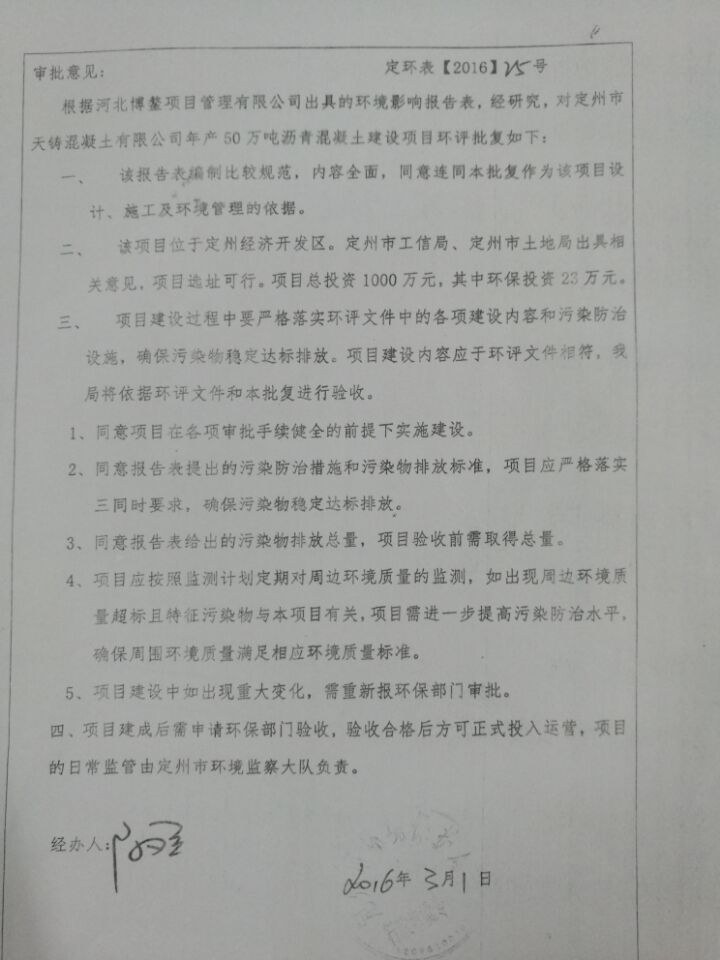 审批意见： 定环表【2016】25号
根据河北博鳌项目管理有限公司出具的环境影响报告表，经研究，对定州市
天铸混凝土有限公司年产50万吨沥青混凝土建设项目环评批复如下：
一、 该报告表编制比较规范，内容全面，同意连同本批复作为该项目设
计、施工及环境管理的依据。
二、 该项目位于定州经济开发区。定州市工信局、定州市土地局出具相
关意见，项目选址可行。项目总投资1000万元，其中环保投资23万元。
三、 项目建设过程中要严格落实环评文件中的各项建设内容和污染防治
设施，确保污染物稳定达标排放。项目建设内容应于环评文件相符，我
局将依据环评文件和本批复进行验收。
1、同意项目在各项审批手续健全的前提下实施建设。
2、同意报告表提出的污染防治措施和污染物排放标准，项目应严格落实
三同时要求，确保污染物稳定达标排放。
3、同意报告表给出的污染物排放总量，项目验收前需取得总量。
4、项目应按照监测计划定期对周边环境质量的监测，如出现周边环境质
量超标且特征污染物与本项目有关，项目需进一步提高污染防治水平，
确保周围环境质量满足相应环境质量标准。
5、项目建设中如出现重大变化，需重新报环保部门审批。
四、项目建成后需申请环保部门验收，验收合格后方可正式投入运营，项目
的日常监管由定州市环境监察大队负责。
经办人：
2016年3月1日